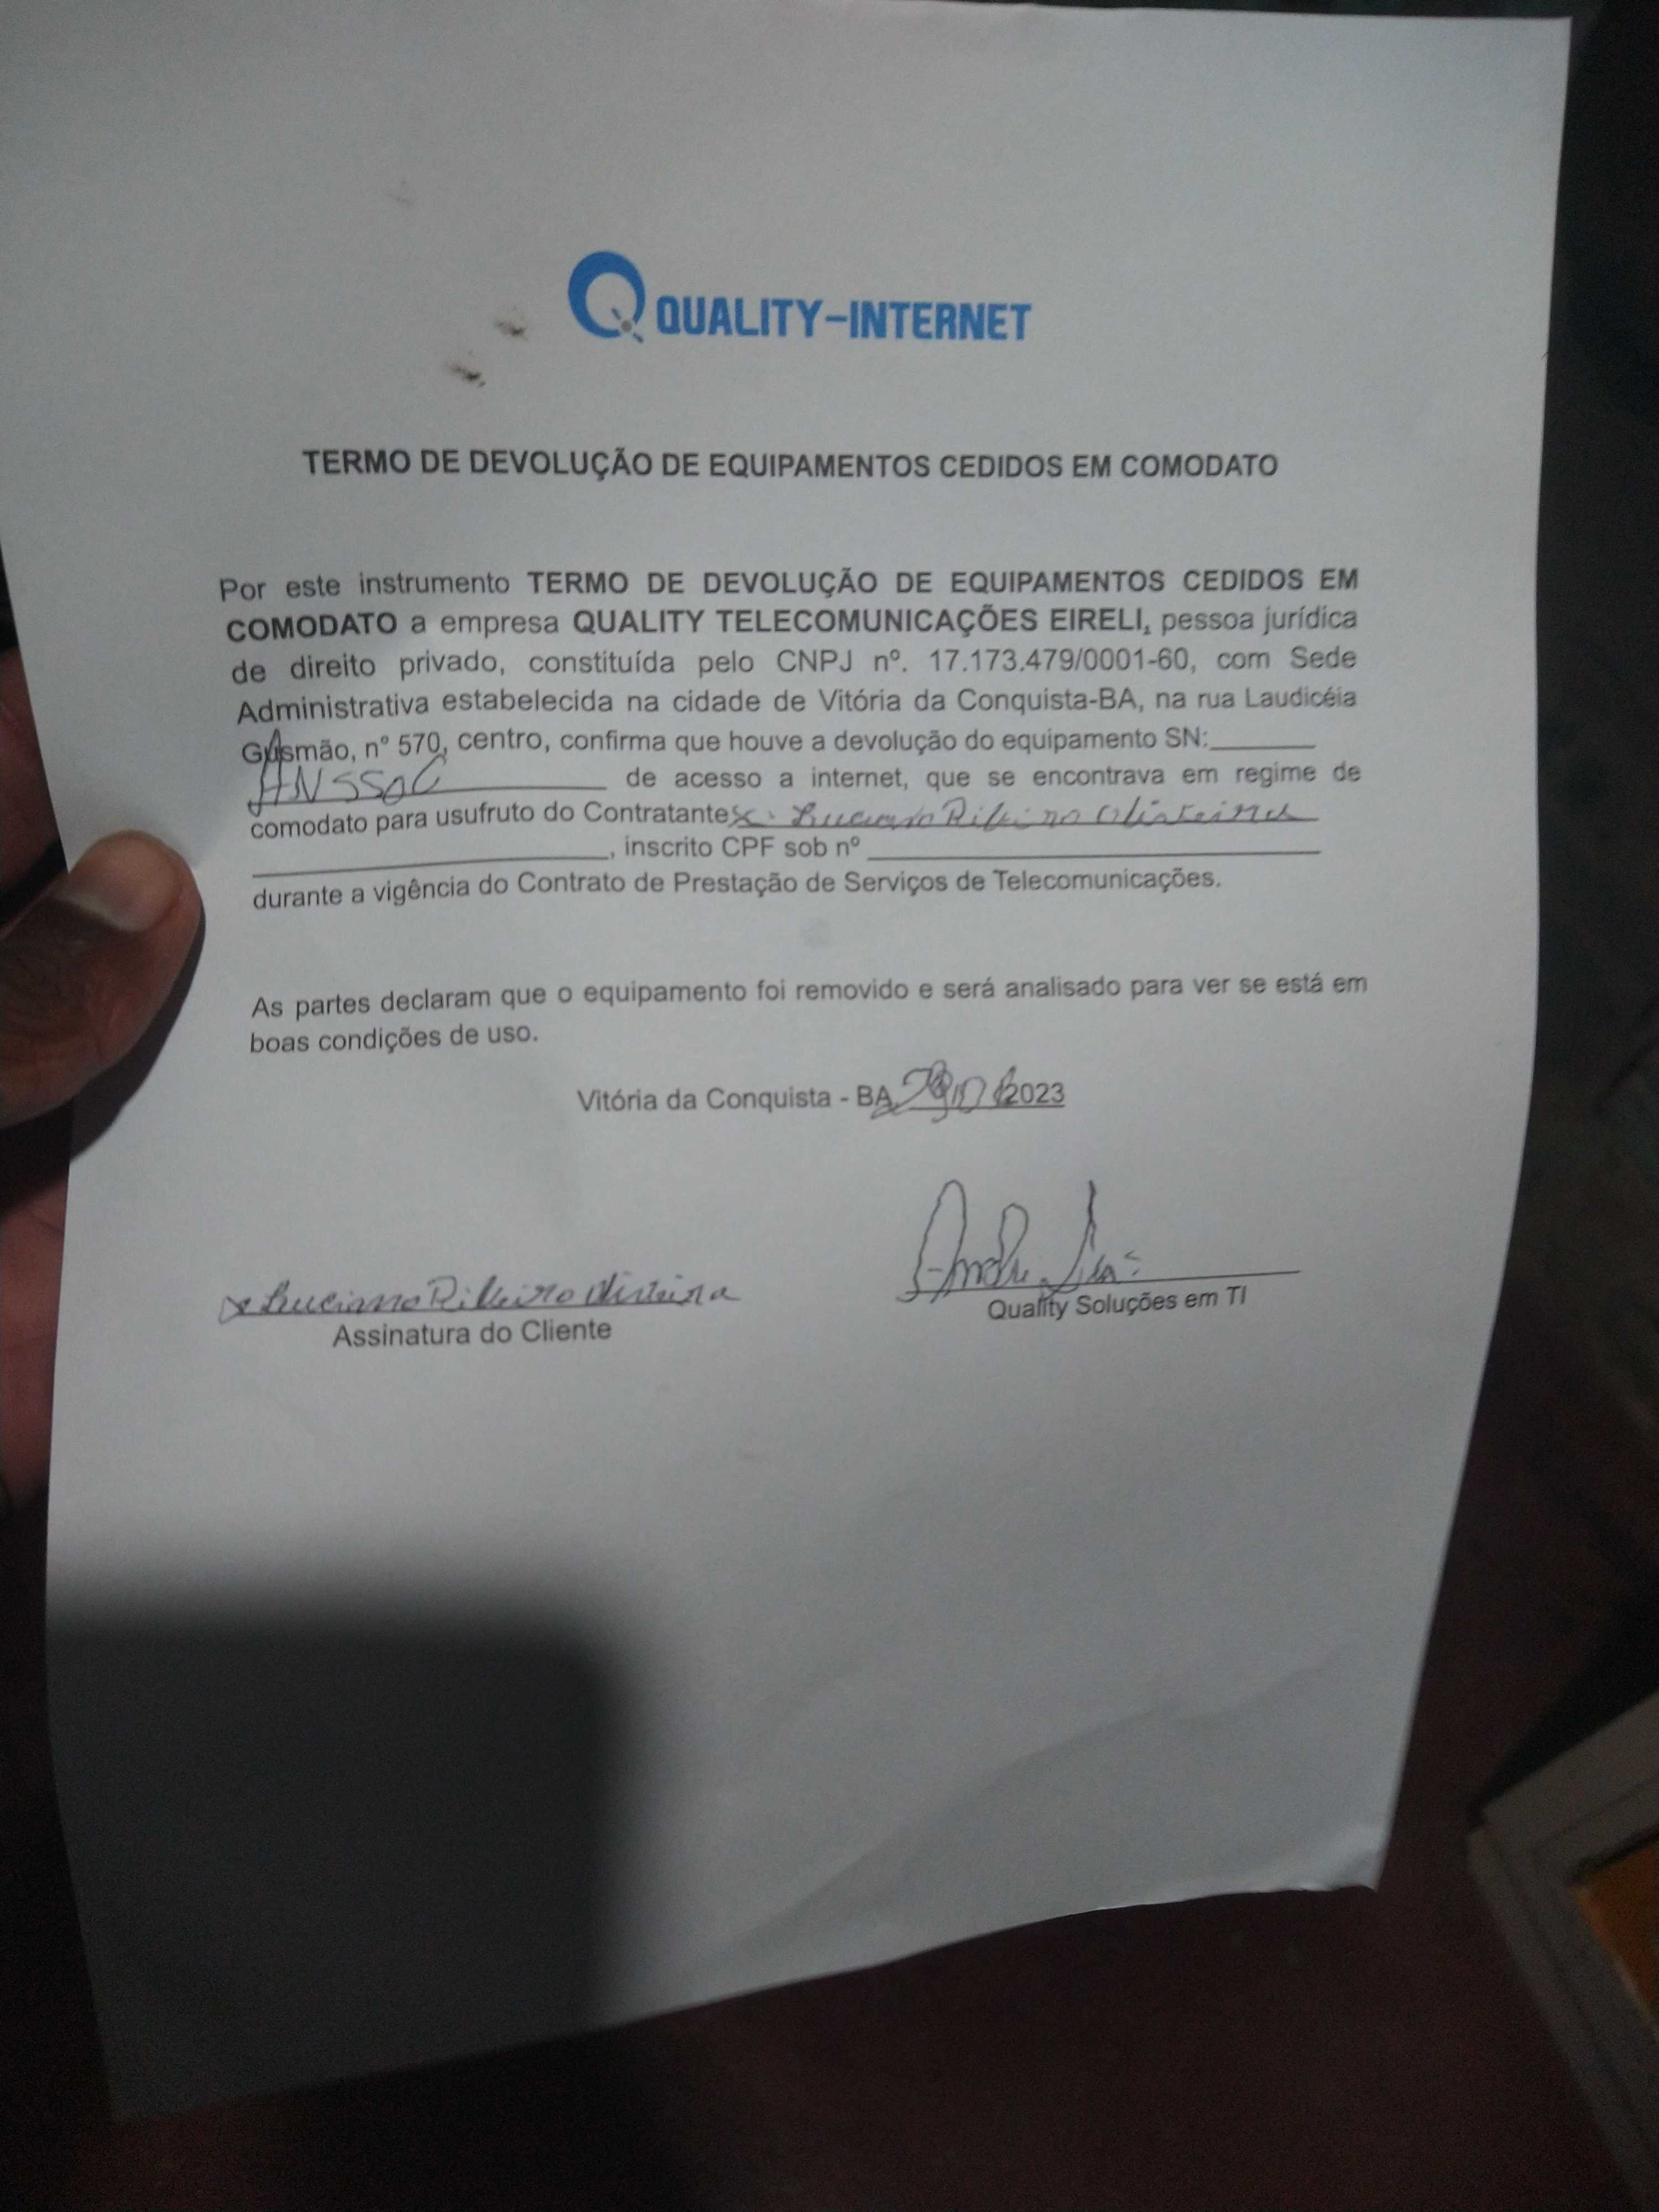 QUALITY-INTERNET
TERMO DE DEVOLUÇÃO DE EQUIPAMENTOS CEDIDOS EM COMODATO
Por este instrumento TERMO DE DEVOLUÇÃO DE EQUIPAMENTOS CEDIDOS EM
COMODATO a empresa QUALITY TELECOMUNICAÇÕES EIRELI, pessoa jurídica
de direito privado, constituída pelo CNPJ nº. 17.173.479/0001-60, com Sede
Administrativa estabelecida na cidade de Vitória da Conquista-BA, na rua Laudicéia
Gusmão, nº 570, centro, confirma que houve a devolução do equipamento SN:
de acesso a internet, que se encontrava em regime de
comodato para usufruto do Contratante x Luciano Ribeiro Oliveira
, inscrito CPF sob nº
durante a vigência do Contrato de Prestação de Serviços de Telecomunicações.
As partes declaram que o equipamento foi removido e será analisado para ver se está em
boas condições de uso.
Vitória da Conquista - BA, 2023
x Luciano Ribeiro Oliveira
Assinatura do Cliente
Quality Soluções em TI